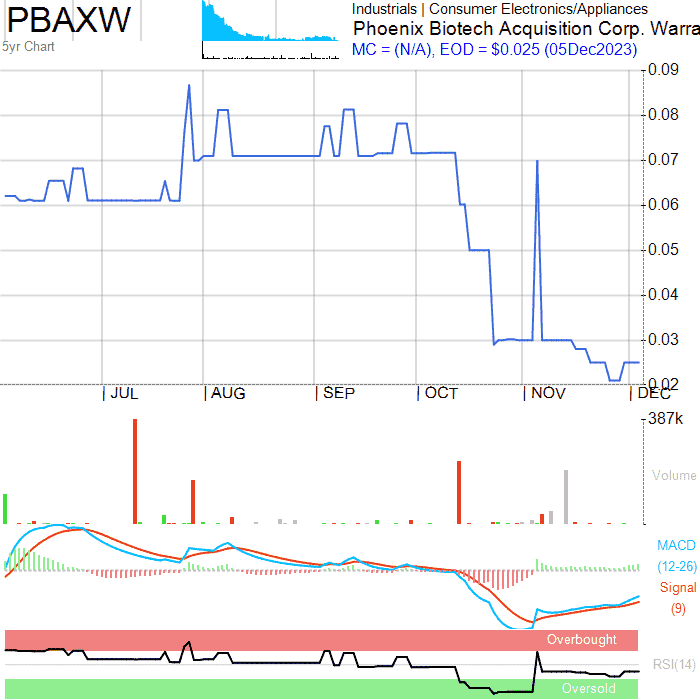 PBAXW
5yr Chart
Industrials | Consumer Electronics/Appliances
Phoenix Biotech Acquisition Corp. Warra
MC = (N/A), EOD = $0.025 (05Dec2023)
0.09
0.08
0.07
0.06
0.05
0.04
0.03
0.02
| JUL | AUG | SEP | OCT | NOV | DEC
387k
Volume
MACD
(12-26)
Signal
(9)
Overbought
RSI(14)
Oversold